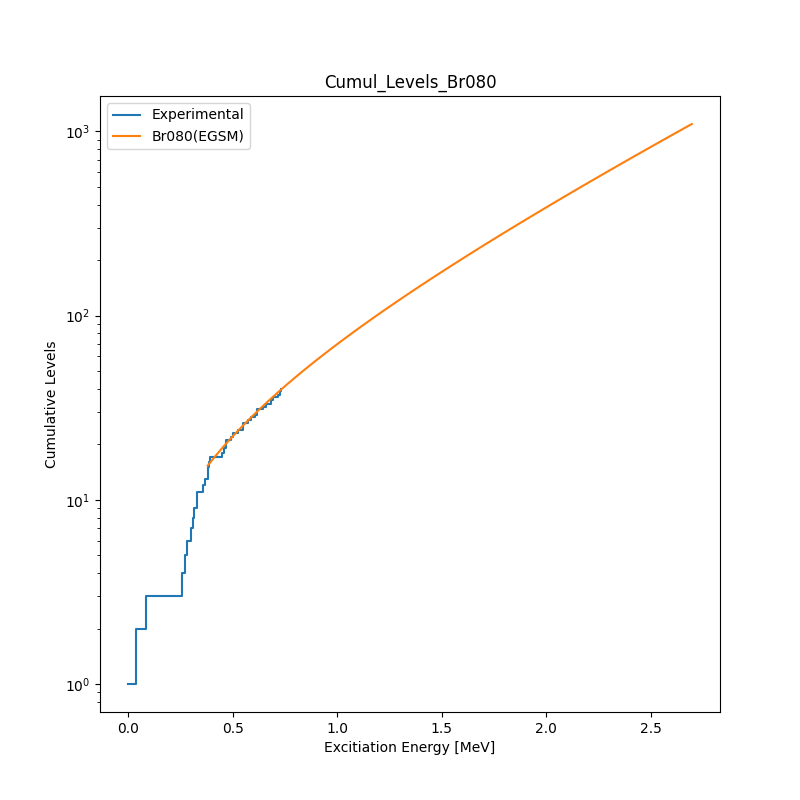 Cumul_Levels_Br080
Experimental
Br080(EGSM)
Cumulative Levels
10³
10²
10¹
10⁰
0.0 0.5 1.0 1.5 2.0 2.5
Excitiation Energy [MeV]